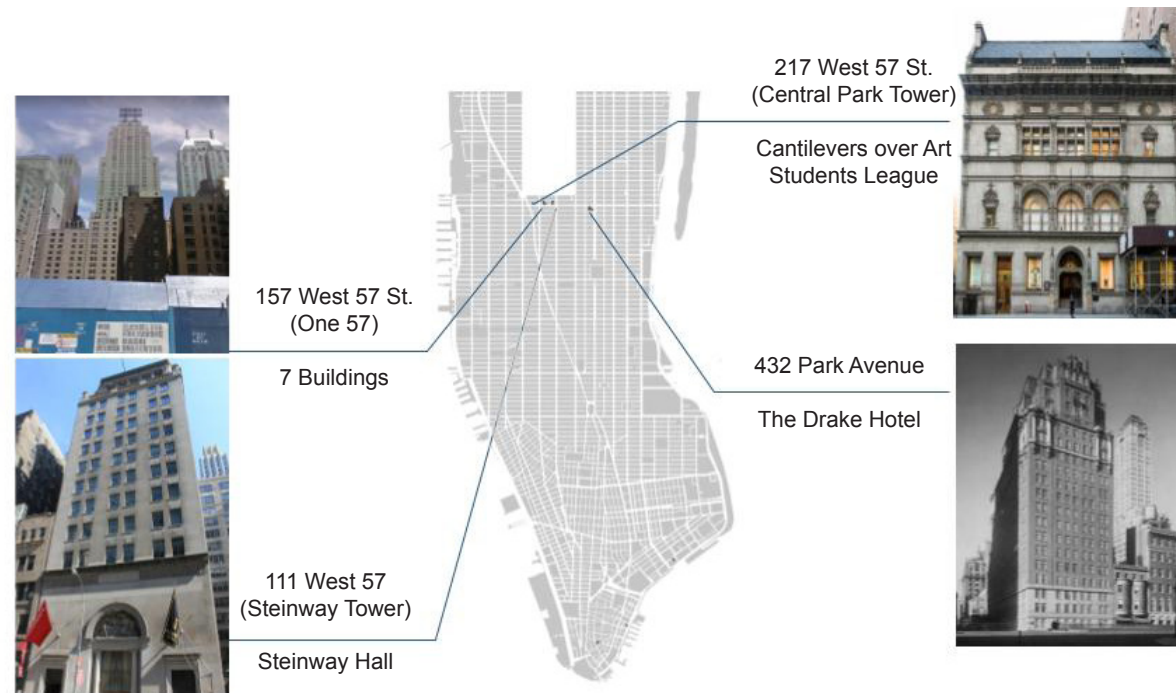 217 West 57 St.
(Central Park Tower)
Cantilevers over Art
Students League
157 West 57 St.
(One 57)
7 Buildings
432 Park Avenue
The Drake Hotel
111 West 57
(Steinway Tower)
Steinway Hall